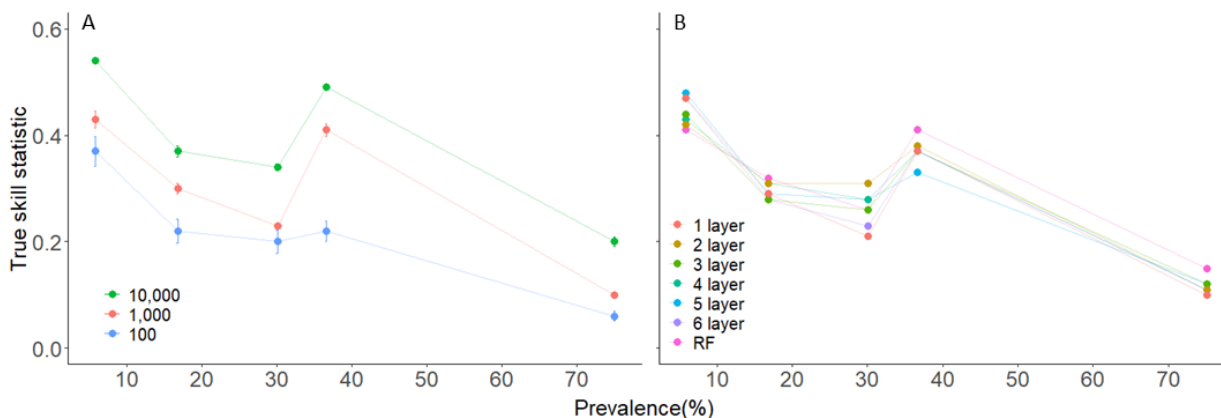 A
B
True skill statistic
0.6
0.4
0.2
0.0
10,000
1,000
100
1 layer
2 layer
3 layer
4 layer
5 layer
6 layer
RF
10 20 30 40 50 60 70
10 20 30 40 50 60 70
Prevalence(%)